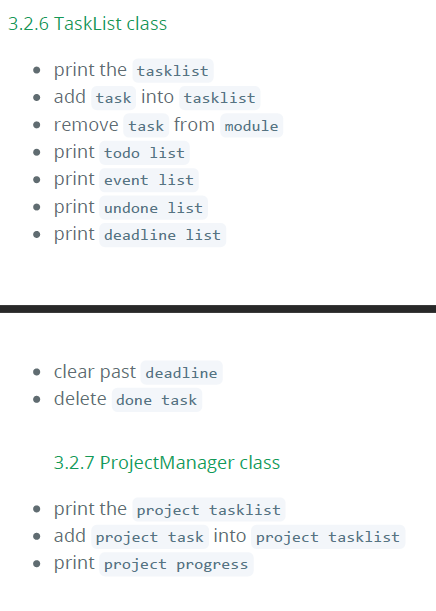 3.2.6 TaskList class
print the tasklist
add task into tasklist
remove task from module
print todo list
print event list
print undone list
print deadline list
clear past deadline
delete done task
3.2.7 ProjectManager class
print the project tasklist
add project task into project tasklist
print project progress